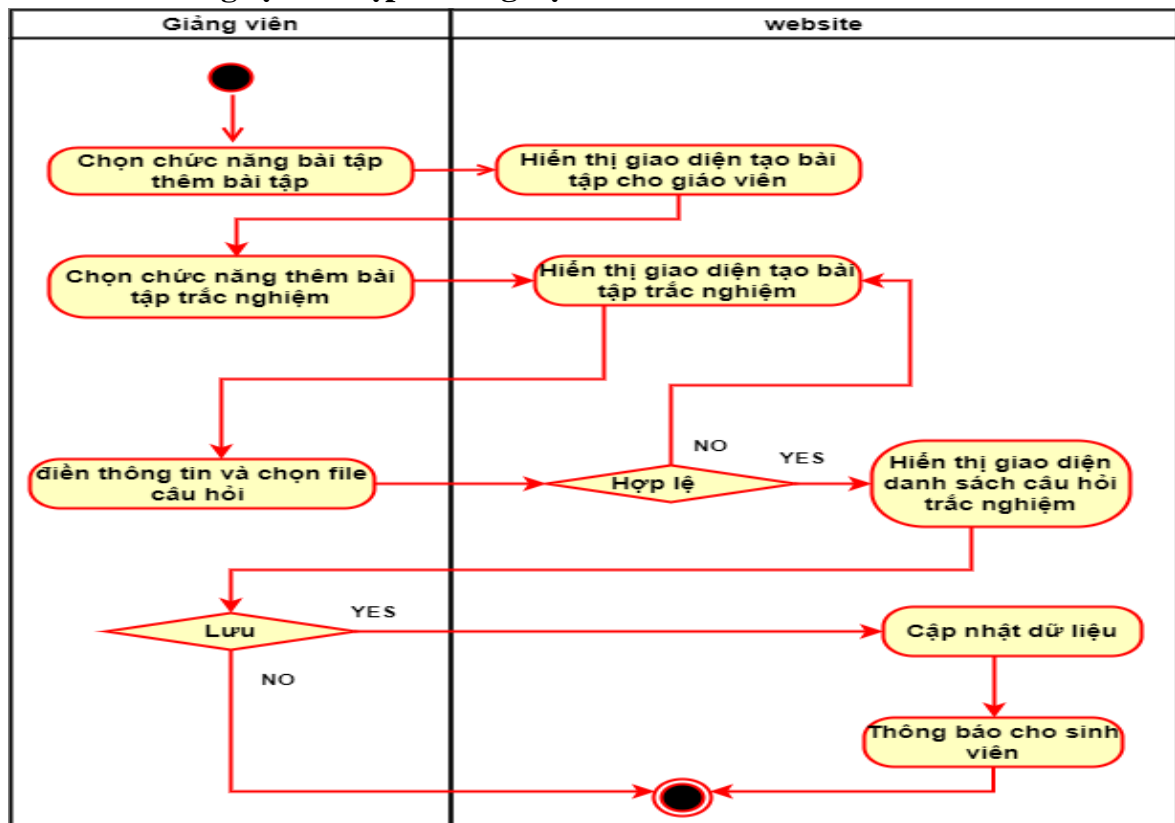 Giảng viên
website
Chọn chức năng bài tập
thêm bài tập
Hiển thị giao diện tạo bài
tập cho giáo viên
Chọn chức năng thêm bài
tập trắc nghiệm
Hiển thị giao diện tạo bài
tập trắc nghiệm
NO
YES
điền thông tin và chọn file
câu hỏi
Hợp lệ
Hiển thị giao diện
danh sách câu hỏi
trắc nghiệm
YES
Lưu
Cập nhật dữ liệu
NO
Thông báo cho sinh
viên